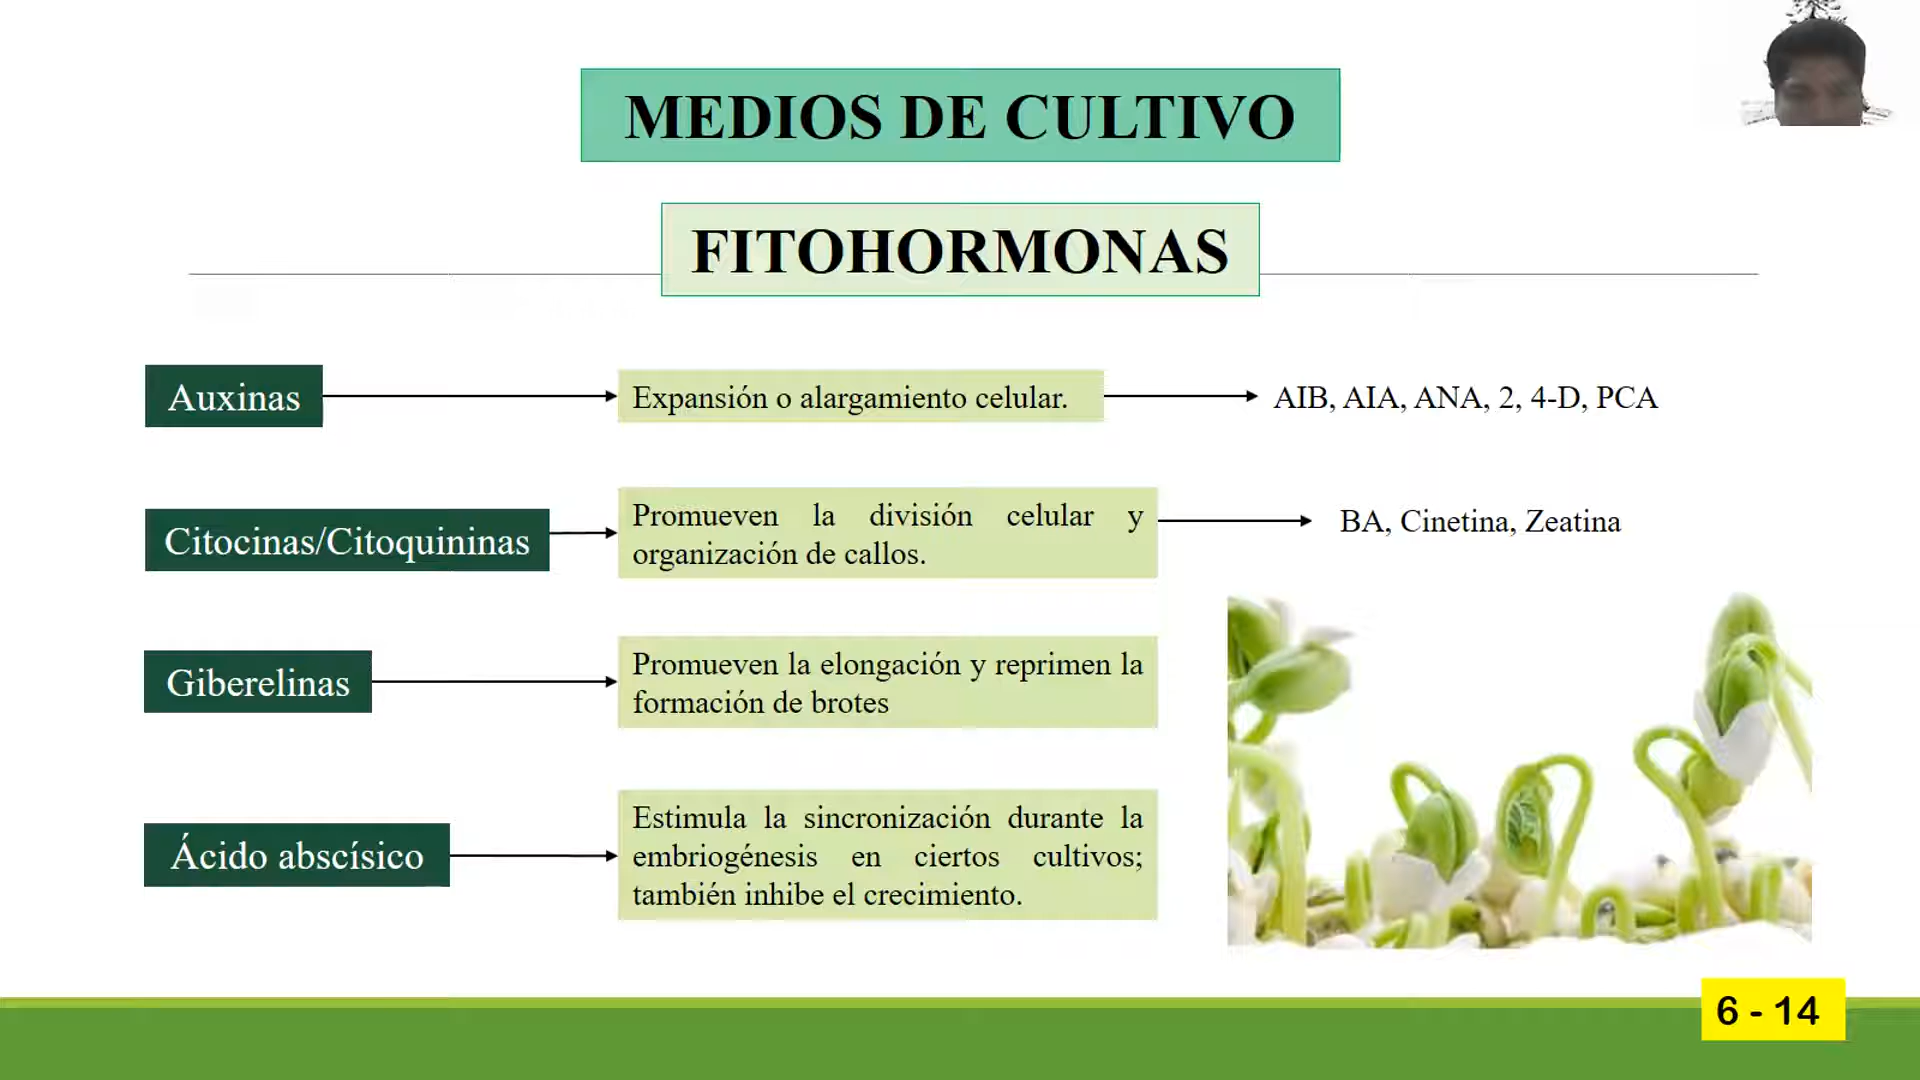 MEDIOS DE CULTIVO
FITOHORMONAS
Auxinas
Expansión o alargamiento celular.
AIB, AIA, ANA, 2, 4-D, PCA
Citocinas/Citoquininas
Promueven la división celular y
organización de callos.
BA, Cinetina, Zeatina
Giberelinas
Promueven la elongación y reprimen la
formación de brotes
Ácido abscísico
Estimula la sincronización durante la
embriogénesis en ciertos cultivos;
también inhibe el crecimiento.
6 - 14